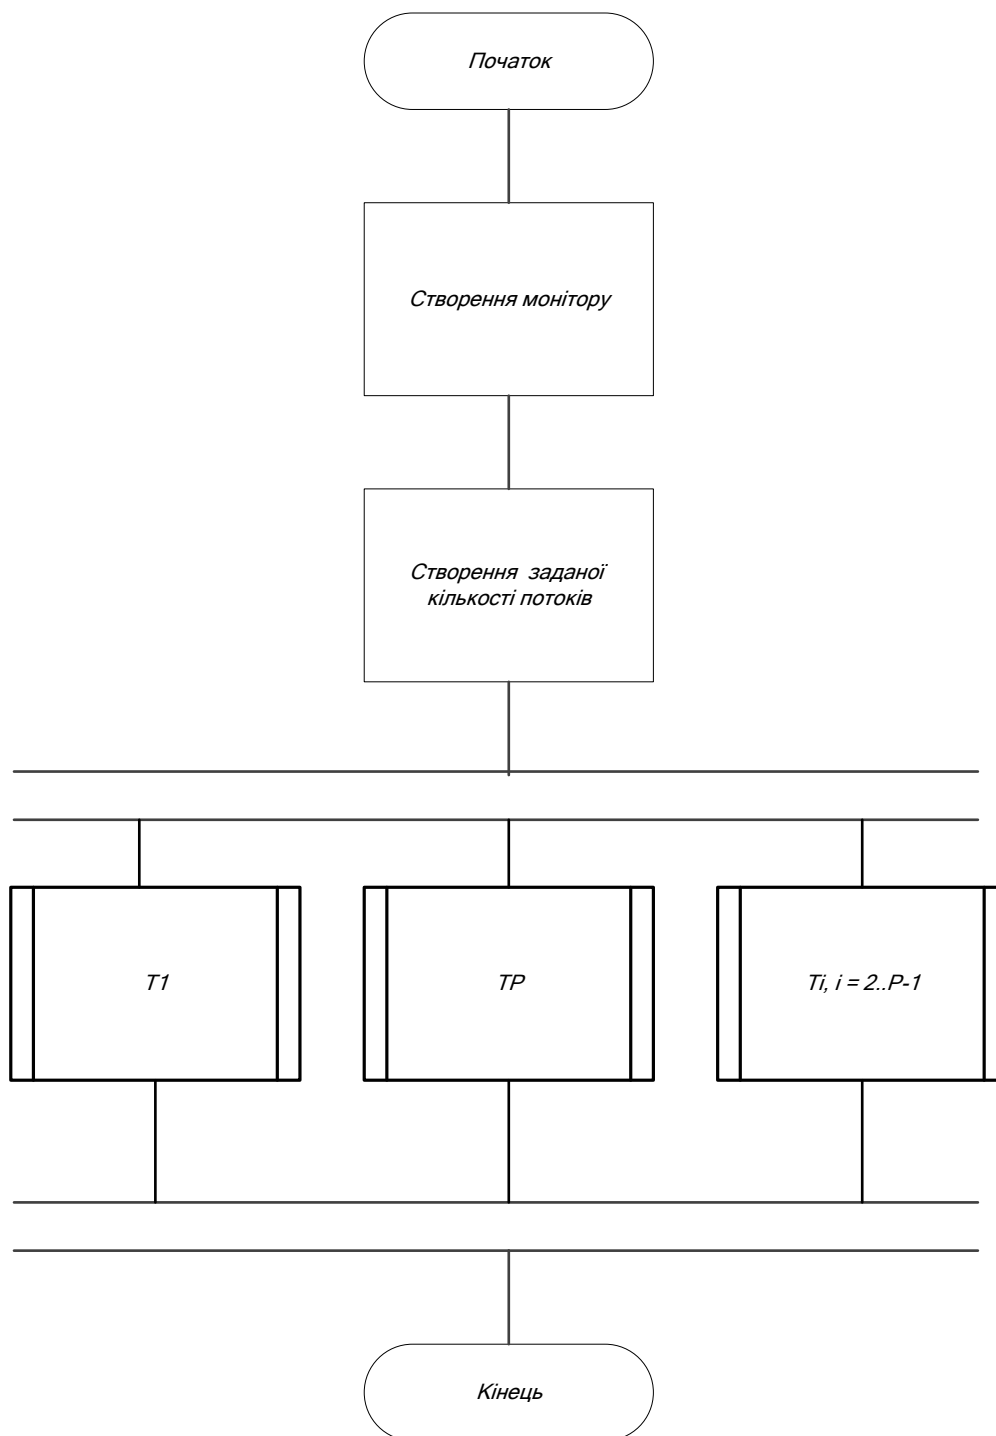 Початок
Створення монітору
Створення заданої
кількості потоків
T1
TP
Ti, i = 2..P-1
Кінець